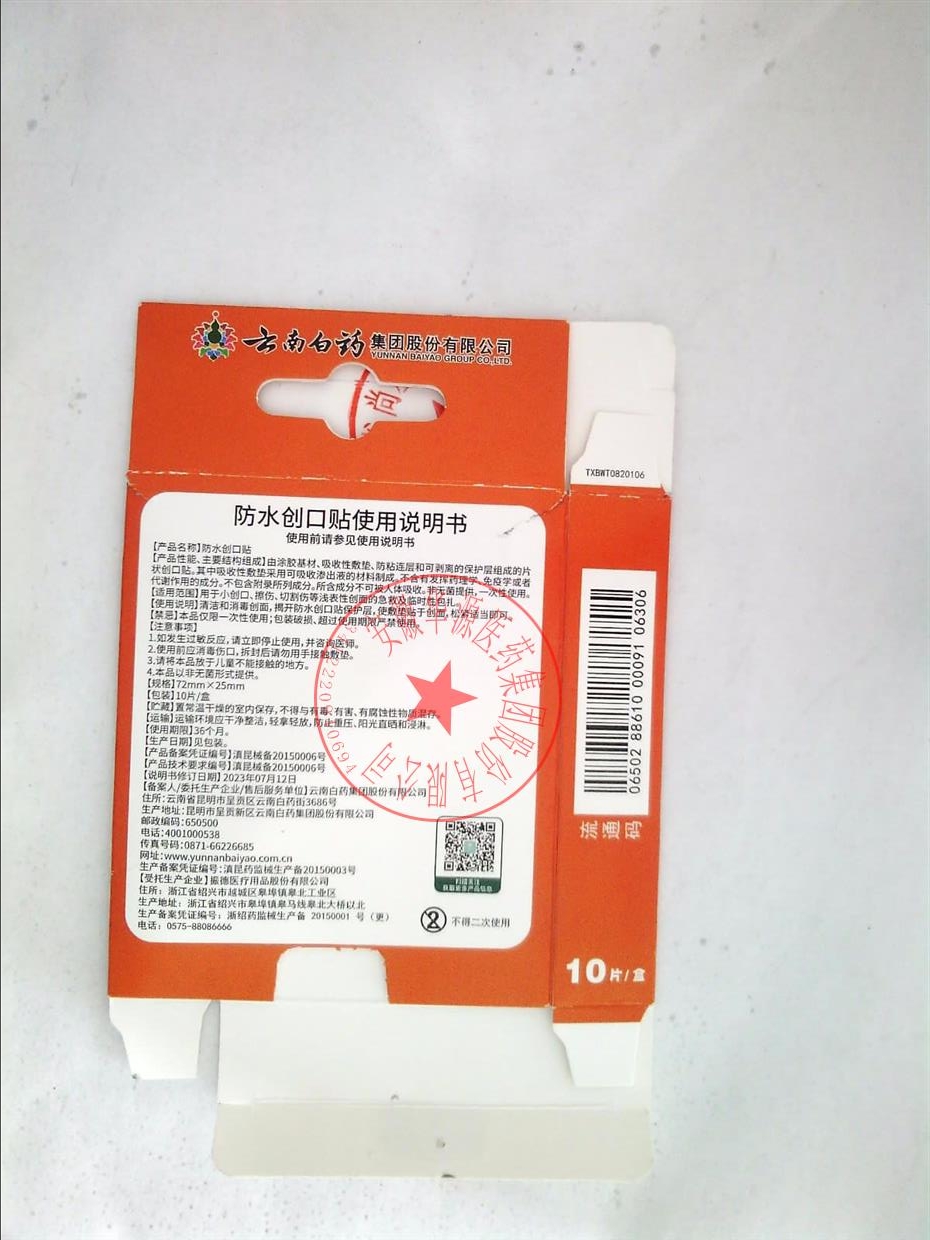 云南白药 集团股份有限公司
YUNNAN BAIYAO GROUP CO.,LTD.
尚
TXBWT0820106
防水创口贴使用说明书
使用前请参见使用说明书
【产品名称】防水创口贴
【产品性能、主要结构组成】由涂胶基材、吸收性敷垫、防粘连层和可剥离的保护层组成的片
状创口贴。其中吸收性敷垫采用可吸收渗出液的材料制成。不含有发挥药理学、免疫学或者
代谢作用的成分。不包含附录所列成分。所含成分不可被人体吸收。非无菌提供，一次性使用。
【适用范围】用于小创口、擦伤、切割伤等浅表性创面的急救及临时性包扎。
【使用说明】清洁和消毒创面，揭开防水创口贴保护层，使敷垫贴于创面，松紧适当即可。
【禁忌】本品仅限一次性使用；包装破损、超过使用期限严禁使用。
【注意事项】
1.如发生过敏反应，请立即停止使用，并咨询医师。
2.使用前应消毒伤口，拆封后请勿用手接触敷垫。
3.请将本品放于儿童不能接触的地方。
4.本品以非无菌形式提供。
【规格】72mm×25mm
【包装】10片/盒
【贮藏】置常温干燥的室内保存，不得与有毒、有害、有腐蚀性物质混存。
【运输】运输环境应干净整洁，轻拿轻放，防止重压、阳光直晒和浸淋。
【使用期限】36个月。
【生产日期】见包装。
【产品备案凭证编号】滇昆械备20150006号
【产品技术要求编号】滇昆械备20150006号
【说明书修订日期】2023年07月12日
【备案人/委托生产企业/售后服务单位】云南白药集团股份有限公司
住所：云南省昆明市呈贡区云南白药街3686号
生产地址：昆明市呈贡新区云南白药集团股份有限公司
邮政编码：650500
电话：4001000538
传真号码：0871-66226685
网址：www.yunnanbaiyao.com.cn
生产备案凭证编号：滇昆药监械生产备20150003号
【受托生产企业】振德医疗用品股份有限公司
住所：浙江省绍兴市越城区皋埠镇皋北工业区
生产地址：浙江省绍兴市皋埠镇皋马线皋北大桥以北
生产备案凭证编号：浙绍药监械生产备 20150001 号（更）
电话：0575-88086666
扫描关注
获取更多产品信息
2
不得二次使用
安徽华源医药集团股份有限公司
06502 88610 00091 06306
流通码
10片/盒